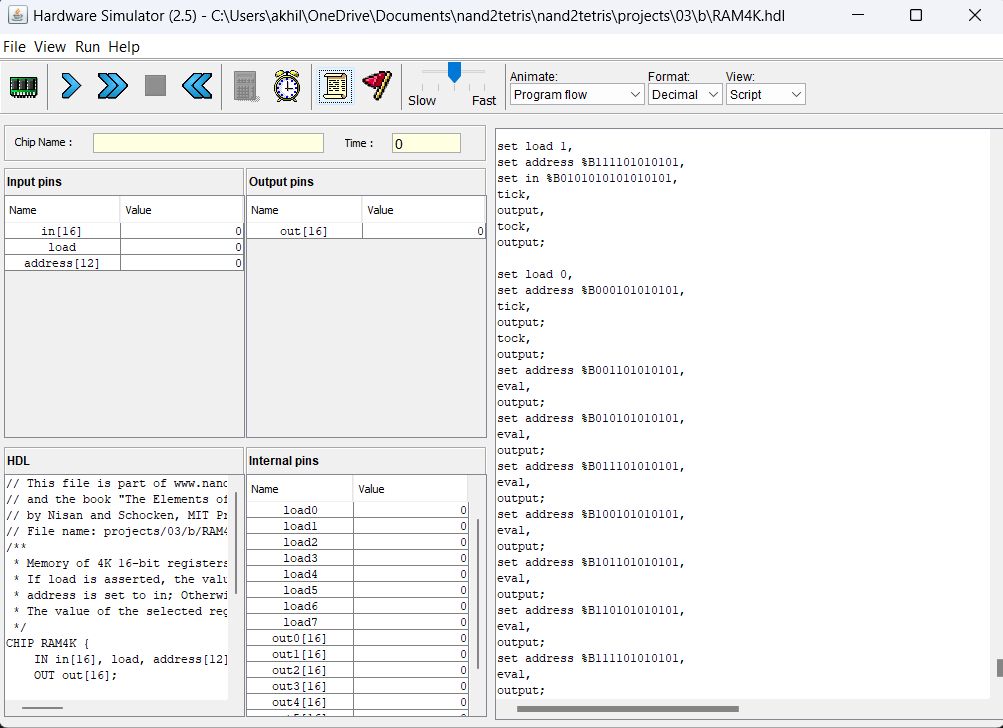 Hardware Simulator (2.5) - C:\Users\akhil\OneDrive\Documents\nand2tetris\nand2tetris\projects\03\b\RAM4K.hdl
File View Run Help
Slow Fast
Animate:
Program flow
Format:
Decimal
View:
Script
Chip Name :
Time :
0
Input pins
Name Value
in[16] 0
load 0
address[12] 0
Output pins
Name Value
out[16] 0
HDL
// This file is part of www.nand
// and the book "The Elements of
// by Nisan and Schocken, MIT Pr
// File name: projects/03/b/RAM4
/**
* Memory of 4K 16-bit registers
* If load is asserted, the valu
* address is set to in; Otherwi
* The value of the selected reg
*/
CHIP RAM4K {
IN in[16], load, address[12]
OUT out[16];
Internal pins
Name Value
load0 0
load1 0
load2 0
load3 0
load4 0
load5 0
load6 0
load7 0
out0[16] 0
out1[16] 0
out2[16] 0
out3[16] 0
out4[16] 0
set load 1,
set address %B111101010101,
set in %B0101010101010101,
tick,
output,
tock,
output;
set load 0,
set address %B000101010101,
tick,
output;
tock,
output;
set address %B001101010101,
eval,
output;
set address %B010101010101,
eval,
output;
set address %B011101010101,
eval,
output;
set address %B100101010101,
eval,
output;
set address %B101101010101,
eval,
output;
set address %B110101010101,
eval,
output;
set address %B111101010101,
eval,
output;